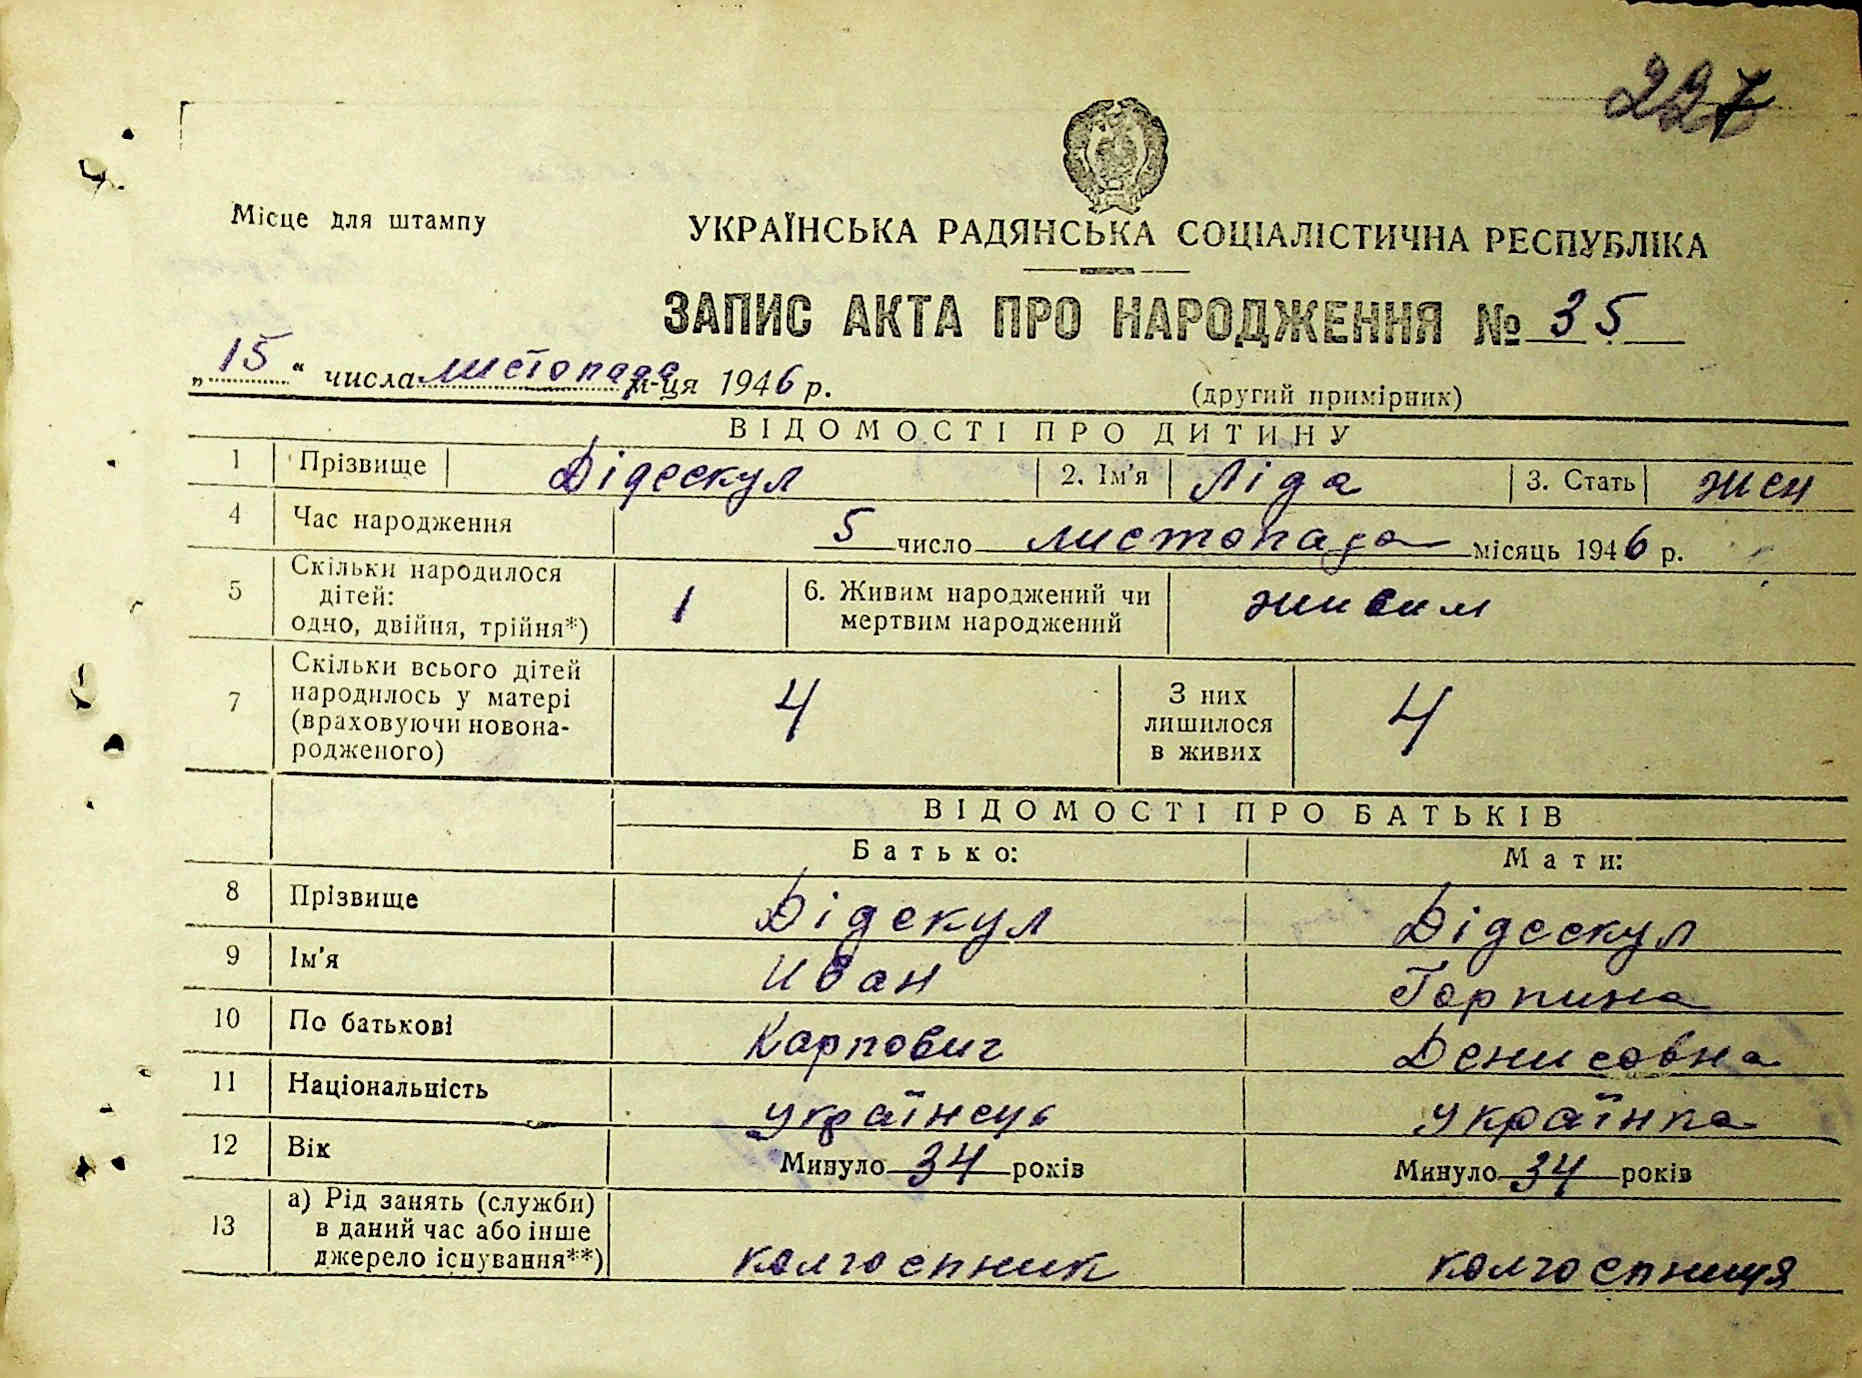 227
Місце для штампу
УКРАЇНСЬКА РАДЯНСЬКА СОЦІАЛІСТИЧНА РЕСПУБЛІКА
ЗАПИС АКТА ПРО НАРОДЖЕННЯ № 35
„15“ числа листопада м-ця 1946 р.
(другий примірник)
ВІДОМОСТІ ПРО ДИТИНУ
1 Прізвище Дідескул 2. Ім'я Ліда 3. Стать жен
4 Час народження 5 число листопада місяць 1946 р.
5 Скільки народилося
дітей:
одно, двійня, трійня*) 1
6. Живим народжений чи
мертвим народжений живим
7 Скільки всього дітей
народилось у матері
(враховуючи новона-
родженого) 4
З них
лишилося
в живих 4
ВІДОМОСТІ ПРО БАТЬКІВ
Батько: Мати:
8 Прізвище Дідекул Дідескул
9 Ім'я Иван Горпина
10 По батькові Карпович Денисовна
11 Національність українець українка
12 Вік Минуло 34 років Минуло 34 років
13 а) Рід занять (служби)
в даний час або інше
джерело існування**) колгоспник колгоспниця